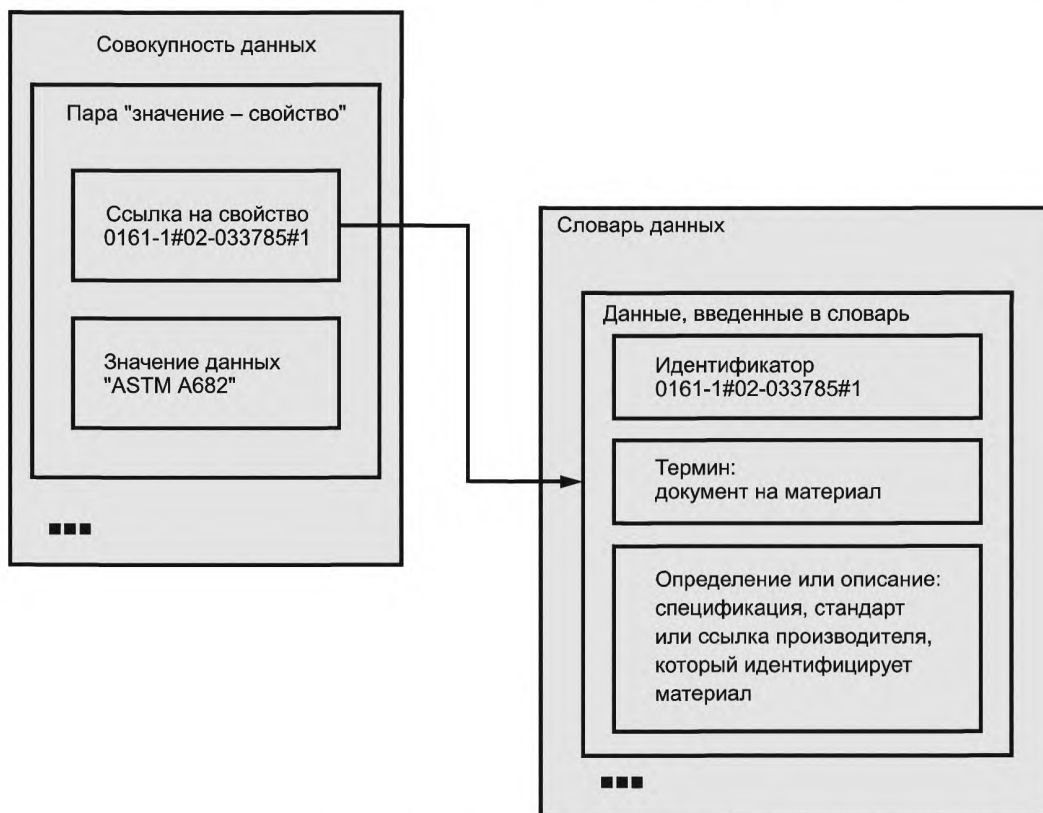 Совокупность данных
Пара "значение – свойство"
Ссылка на свойство
0161-1#02-033785#1
Значение данных
"ASTM A682"
Словарь данных
Данные, введенные в словарь
Идентификатор
0161-1#02-033785#1
Термин:
документ на материал
Определение или описание:
спецификация, стандарт
или ссылка производителя,
который идентифицирует
материал